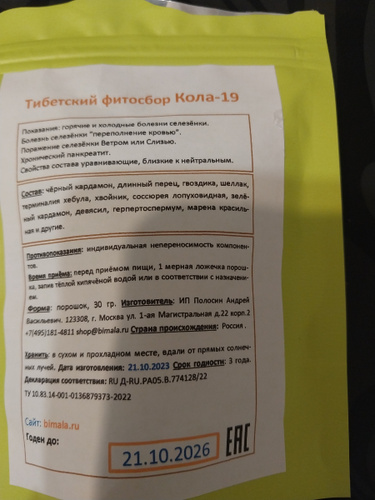 Тибетский фитосбор Кола-19
Показания: горячие и холодные болезни селезёнки.
Болезнь селезёнки "переполнение кровью".
Поражение селезёнки Ветром или Слизью.
Хронический панкреатит.
Свойства состава уравнивающие, близкие к нейтральным.
Состав: чёрный кардамон, длинный перец, гвоздика, шеллак,
терминалия хебула, хвойник, соссюрея лопуховидная, зелё-
ный кардамон, девясил, герпертоспермум, марена красиль-
ная и другие.
Противопоказания: индивидуальная непереносимость компонен-
тов.
Время приёма: перед приёмом пищи, 1 мерная ложечка порош-
ка, запив тёплой кипячёной водой или в соответствии с назначени-
ем.
Форма: порошок, 30 гр. Изготовитель: ИП Полосин Андрей
Васильевич, 123308, г. Москва ул. 1-ая Магистральная д.22 корп.2
+7(495)181-4811 shop@bimala.ru Страна происхождения: Россия .
Хранить: в сухом и прохладном месте, вдали от прямых солнеч-
ных лучей. Дата изготовления: 21.10.2023 Срок годности: 3 года.
Декларация соответствия: RU Д-RU.РА05.В.774128/22
ТУ 10.83.14-001-0136879373-2022
Сайт: bimala.ru
Годен до:
21.10.2026
EAC